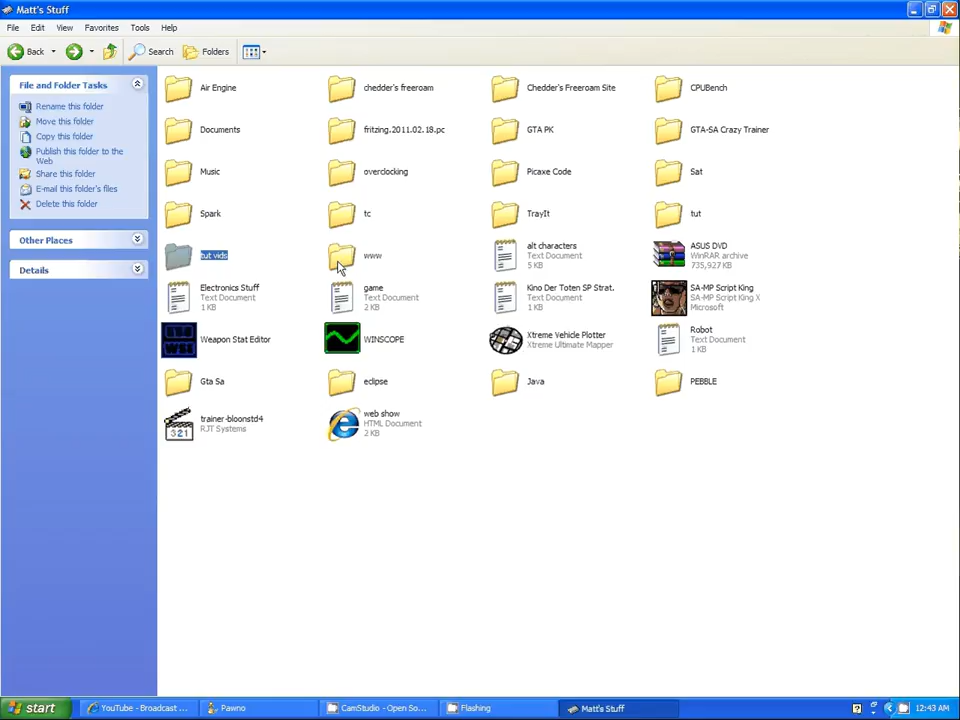 Matt's Stuff
File Edit View Favorites Tools Help
Back Search Folders
File and Folder Tasks
Rename this folder
Move this folder
Copy this folder
Publish this folder to the
Web
Share this folder
E-mail this folder's files
Delete this folder
Other Places
Details
Air Engine
chedder's freeroam
Chedder's Freeroam Site
CPUBench
Documents
fritzing.2011.02.18.pc
GTA PK
GTA-SA Crazy Trainer
Music
overclocking
Picaxe Code
Sat
Spark
tc
TrayIt
tut
tut vids
www
alt characters
Text Document
5 KB
ASUS DVD
WinRAR archive
735,927 KB
Electronics Stuff
Text Document
1 KB
game
Text Document
2 KB
Kino Der Toten SP Strat.
Text Document
1 KB
SA-MP Script King
SA-MP Script King X
Microsoft
Weapon Stat Editor
WINSCOPE
Xtreme Vehicle Plotter
Xtreme Ultimate Mapper
Robot
Text Document
1 KB
Gta Sa
eclipse
Java
PEBBLE
321
trainer-bloonstd4
RJT Systems
web show
HTML Document
2 KB
start
YouTube - Broadcast ...
Pawno
CamStudio - Open So...
Flashing
Matt's Stuff
12:43 AM